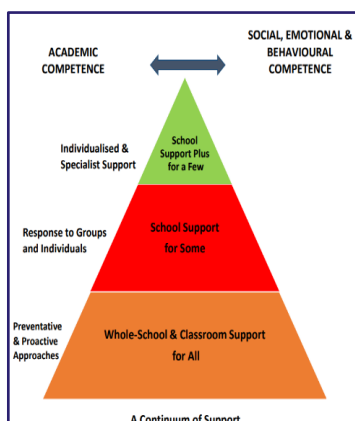 ACADEMIC
COMPETENCE
SOCIAL, EMOTIONAL &
BEHAVIOURAL
COMPETENCE
Individualised &
Specialist Support
School
Support Plus
for a Few
Response to Groups
and Individuals
School Support
for Some
Preventative
& Proactive
Approaches
Whole-School & Classroom Support
for All
A Continuum of Support